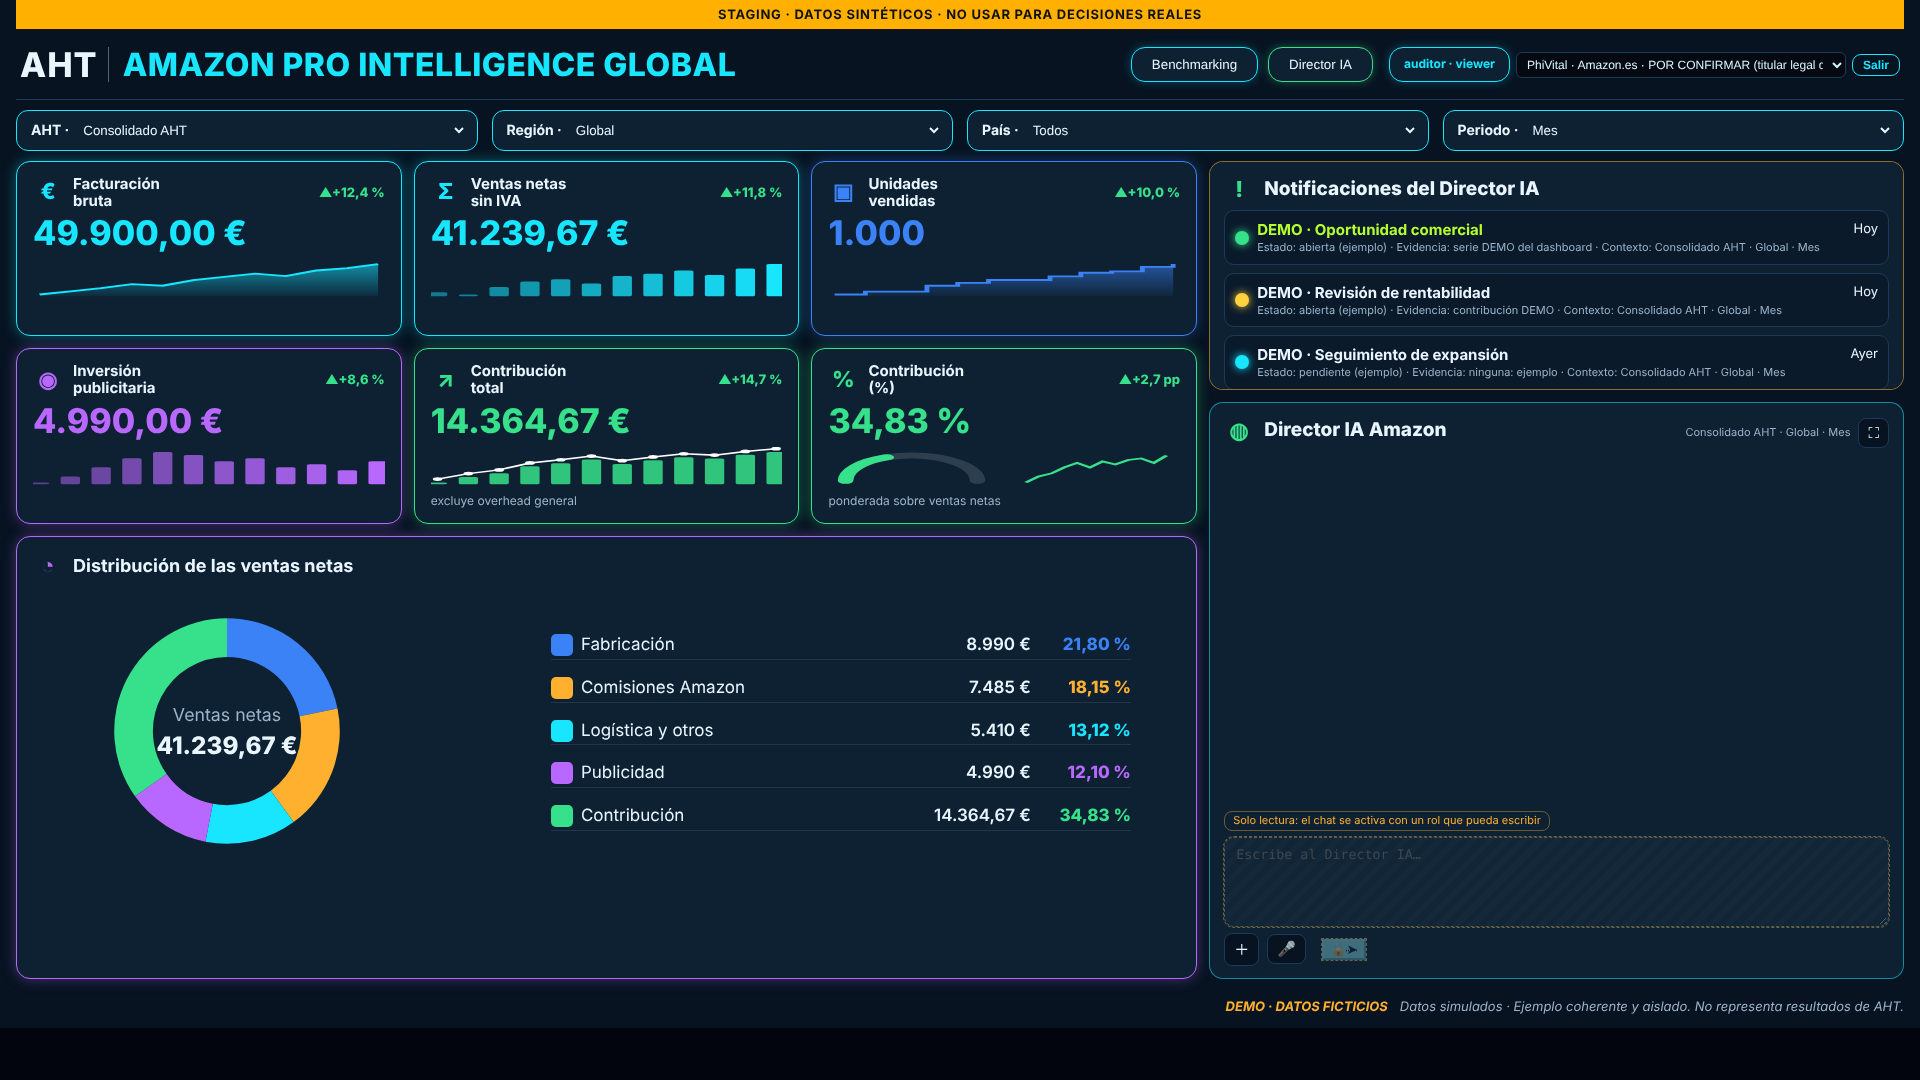 STAGING · DATOS SINTÉTICOS · NO USAR PARA DECISIONES REALES
AHT
AMAZON PRO INTELLIGENCE GLOBAL
Benchmarking
Director IA
auditor · viewer
PhiVital · Amazon.es · POR CONFIRMAR (titular legal c
Salir
AHT · Consolidado AHT
Región · Global
País · Todos
Periodo · Mes
€ Facturación
bruta
▲+12,4 %
49.900,00 €
Σ Ventas netas
sin IVA
▲+11,8 %
41.239,67 €
Unidades
vendidas
▲+10,0 %
1.000
Inversión
publicitaria
▲+8,6 %
4.990,00 €
Contribución
total
▲+14,7 %
14.364,67 €
excluye overhead general
% Contribución
(%)
▲+2,7 pp
34,83 %
ponderada sobre ventas netas
Distribución de las ventas netas
Ventas netas
41.239,67 €
Fabricación 8.990 € 21,80 %
Comisiones Amazon 7.485 € 18,15 %
Logística y otros 5.410 € 13,12 %
Publicidad 4.990 € 12,10 %
Contribución 14.364,67 € 34,83 %
! Notificaciones del Director IA
DEMO · Oportunidad comercial Hoy
Estado: abierta (ejemplo) · Evidencia: serie DEMO del dashboard · Contexto: Consolidado AHT · Global · Mes
DEMO · Revisión de rentabilidad Hoy
Estado: abierta (ejemplo) · Evidencia: contribución DEMO · Contexto: Consolidado AHT · Global · Mes
DEMO · Seguimiento de expansión Ayer
Estado: pendiente (ejemplo) · Evidencia: ninguna: ejemplo · Contexto: Consolidado AHT · Global · Mes
Director IA Amazon
Consolidado AHT · Global · Mes
Solo lectura: el chat se activa con un rol que pueda escribir
Escribe al Director IA…
+
DEMO · DATOS FICTICIOS Datos simulados · Ejemplo coherente y aislado. No representa resultados de AHT.